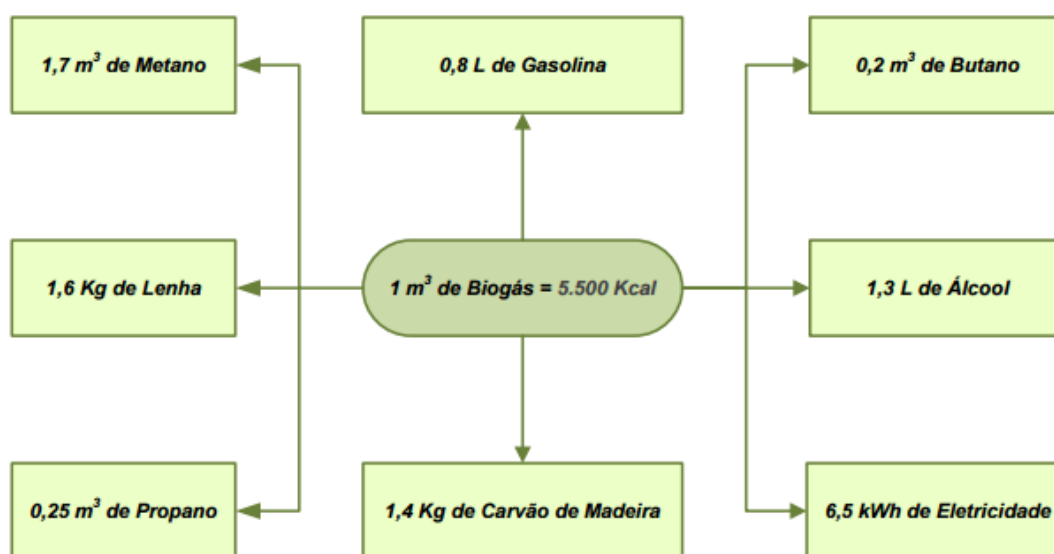 1,7 m³ de Metano
0,8 L de Gasolina
0,2 m³ de Butano
1,6 Kg de Lenha
1 m³ de Biogás = 5.500 Kcal
1,3 L de Álcool
0,25 m³ de Propano
1,4 Kg de Carvão de Madeira
6,5 kWh de Eletricidade